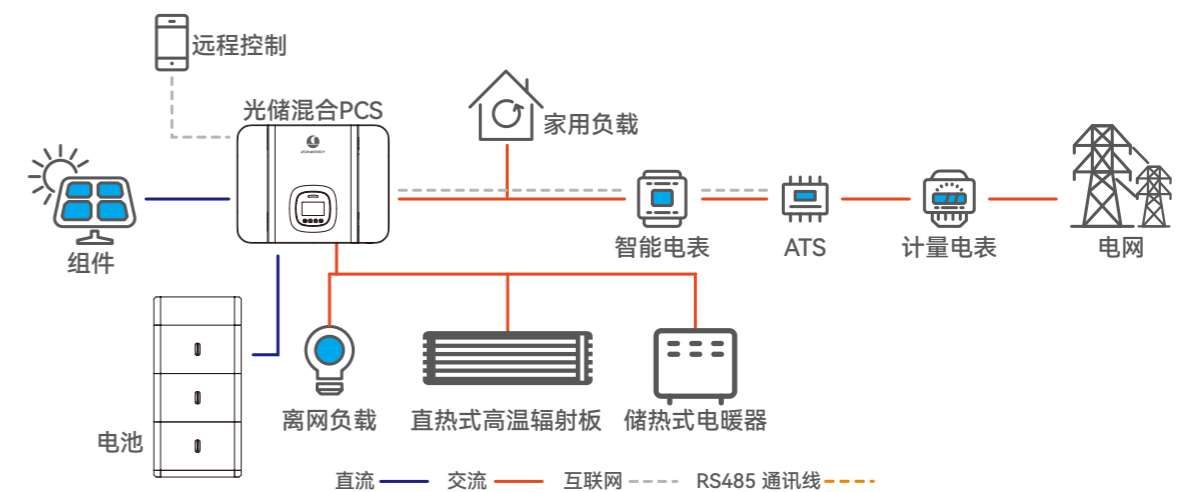 远程控制
光储混合PCS
ZONERGY
家用负载
组件
智能电表
ATS
计量电表
电网
离网负载
直热式高温辐射板
储热式电暖器
电池
直流
交流
互联网
RS485 通讯线